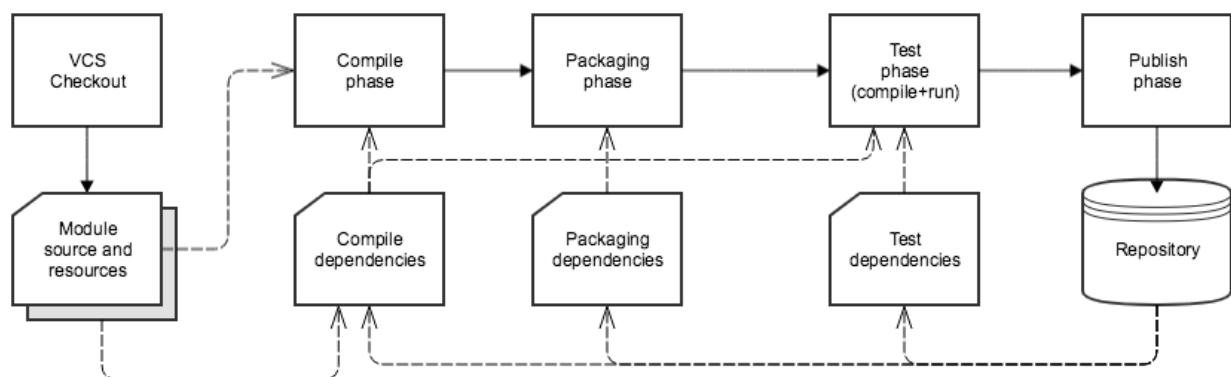 VCS
Checkout
Compile
phase
Packaging
phase
Test
phase
(compile+run)
Publish
phase
Module
source and
resources
Compile
dependencies
Packaging
dependencies
Test
dependencies
Repository